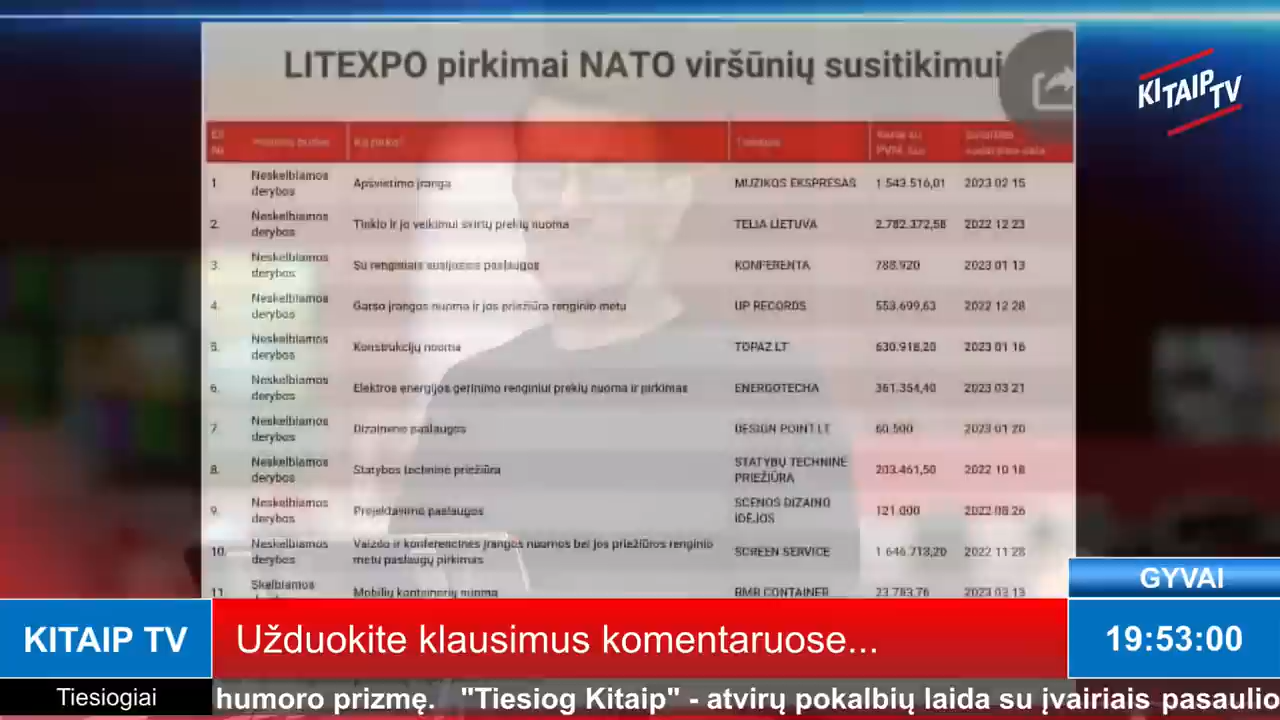 LITEXPO pirkimai NATO viršūnių susitikimui
KITAIP TV
Eil. Nr.
Ką pirko?
1. Neskelbiamos derybos Apšvietimo įranga MUZIKOS EKSPRESAS 1 543.516,01 2023 02 15
2. Neskelbiamos derybos Tinklo ir jo veikimui skirtų prekių nuoma TELIA LIETUVA 2.782.372,58 2022 12 23
3. Neskelbiamos derybos Su renginiais susijusios paslaugos KONFERENTA 788.920 2023 01 13
4. Neskelbiamos derybos Garso įrangos nuoma ir jos priežiūra renginio metu UP RECORDS 553.699,63 2022 12 28
5. Neskelbiamos derybos Konstrukcijų nuoma TOPAZ LT 630.918,20 2023 01 16
6. Neskelbiamos derybos Elektros energijos gerinimo renginiui prekių nuoma ir pirkimas ENERGOTECHA 361.354,40 2023 03 21
7. Neskelbiamos derybos Dizainerio paslaugos DESIGN POINT LT 60.500 2023 01 20
8. Neskelbiamos derybos Statybos techninė priežiūra STATYBŲ TECHNINĖ PRIEŽIŪRA 203.461,50 2022 10 18
9. Neskelbiamos derybos Projektavimo paslaugos SCENOS DIZAINO IDĖJOS 121.000 2022 08 26
10. Neskelbiamos derybos Vaizdo ir konferencinės įrangos nuomos bei jos priežiūros renginio metu paslaugų pirkimas SCREEN SERVICE 1 646.713,20 2022 11 28
11. Skelbiamos Mobilių konteinerių nuoma BMR CONTAINER 23.783,76 2023 03 13
GYVAI
KITAIP TV
Užduokite klausimus komentaruose...
19:53:00
Tiesiogiai
humoro prizmę. "Tiesiog Kitaip" - atvirų pokalbių laida su įvairiais pasaulio